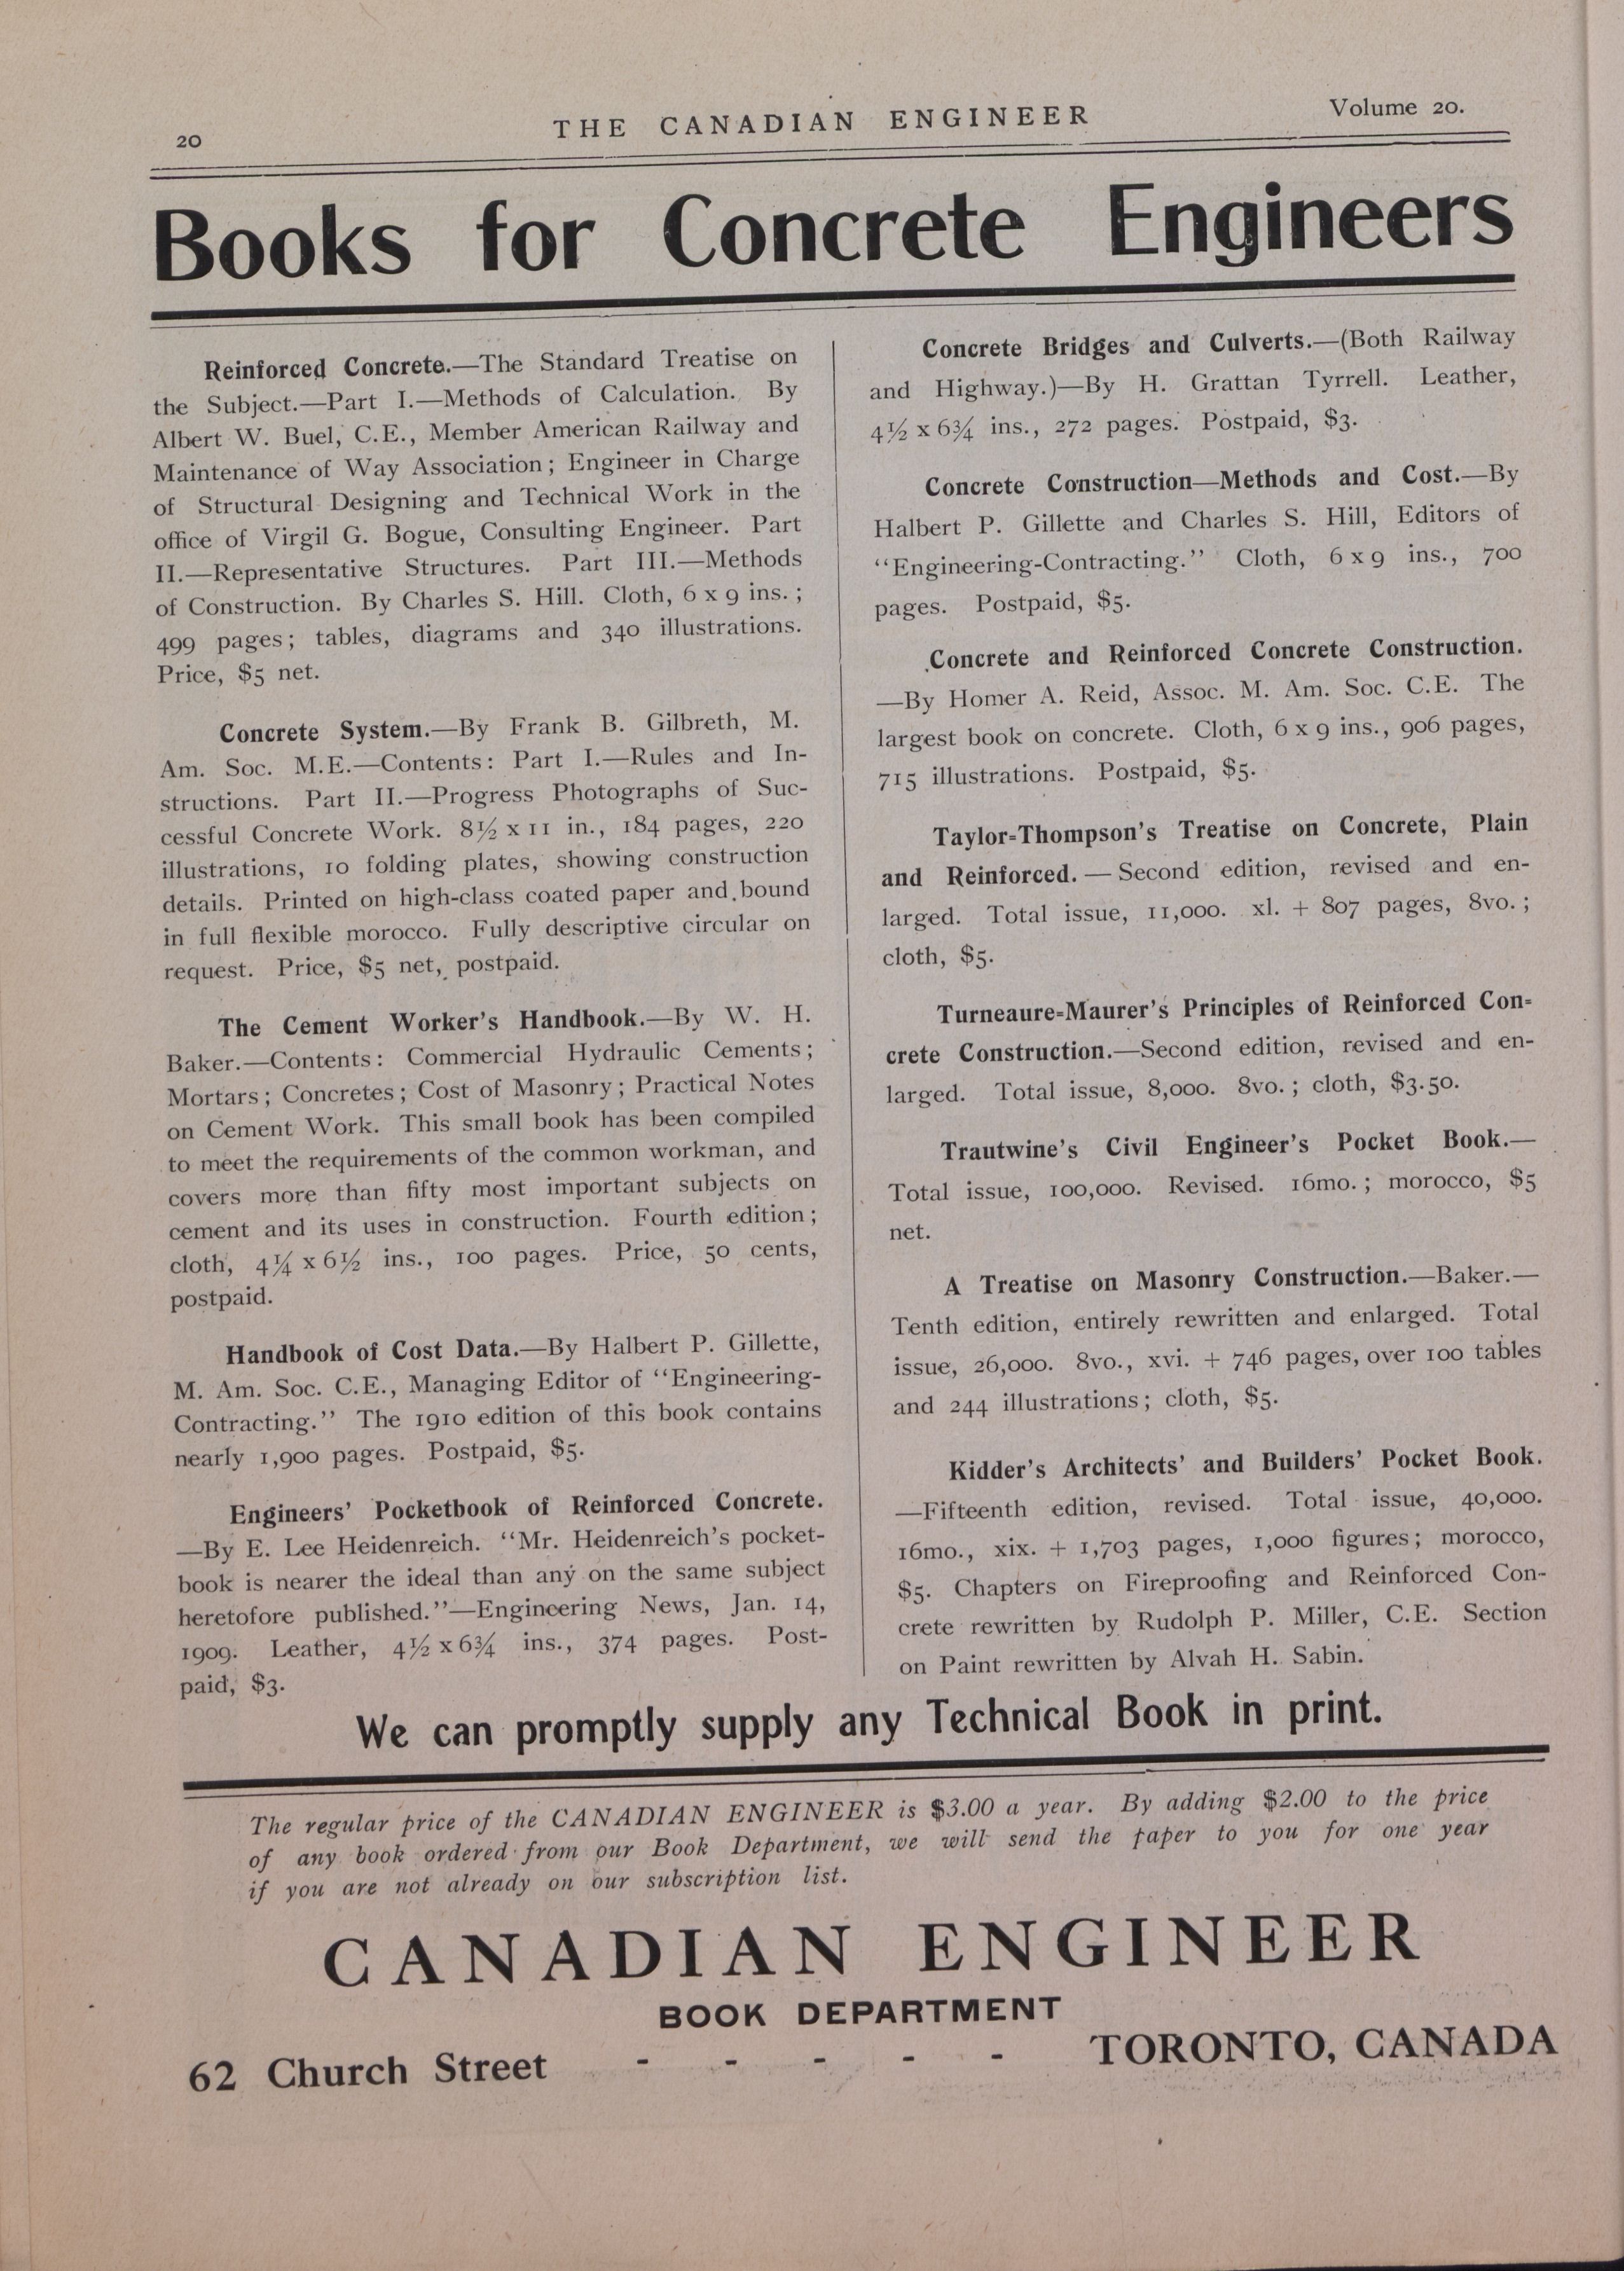 20
THE CANADIAN ENGINEER
Volume 20.
Books for Concrete Engineers
Reinforced Concrete.—The Standard Treatise on
the Subject.—Part I.—Methods of Calculation. By
Albert W. Buel, C.E., Member American Railway and
Maintenance of Way Association; Engineer in Charge
of Structural Designing and Technical Work in the
office of Virgil G. Bogue, Consulting Engineer. Part
II.—Representative Structures. Part III.—Methods
of Construction. By Charles S. Hill. Cloth, 6 x 9 ins.;
499 pages; tables, diagrams and 340 illustrations.
Price, $5 net.
Concrete System.—By Frank B. Gilbreth, M.
Am. Soc. M.E.—Contents: Part I.—Rules and In-
structions. Part II.—Progress Photographs of Suc-
cessful Concrete Work. 8½ x 11 in., 184 pages, 220
illustrations, 10 folding plates, showing construction
details. Printed on high-class coated paper and bound
in full flexible morocco. Fully descriptive circular on
request. Price, $5 net, postpaid.
The Cement Worker's Handbook.—By W. H.
Baker.—Contents: Commercial Hydraulic Cements;
Mortars; Concretes; Cost of Masonry; Practical Notes
on Cement Work. This small book has been compiled
to meet the requirements of the common workman, and
covers more than fifty most important subjects on
cement and its uses in construction. Fourth edition;
cloth, 4¼ x 6½ ins., 100 pages. Price, 50 cents,
postpaid.
Handbook of Cost Data.—By Halbert P. Gillette,
M. Am. Soc. C.E., Managing Editor of "Engineering-
Contracting." The 1910 edition of this book contains
nearly 1,900 pages. Postpaid, $5.
Engineers' Pocketbook of Reinforced Concrete.
—By E. Lee Heidenreich. "Mr. Heidenreich's pocket-
book is nearer the ideal than any on the same subject
heretofore published."—Engineering News, Jan. 14,
1909. Leather, 4½ x 6¾ ins., 374 pages. Post-
paid, $3.
Concrete Bridges and Culverts.—(Both Railway
and Highway.)—By H. Grattan Tyrrell. Leather,
4½ x 6¾ ins., 272 pages. Postpaid, $3.
Concrete Construction—Methods and Cost.—By
Halbert P. Gillette and Charles S. Hill, Editors of
"Engineering-Contracting." Cloth, 6 x 9 ins., 700
pages. Postpaid, $5.
Concrete and Reinforced Concrete Construction.
—By Homer A. Reid, Assoc. M. Am. Soc. C.E. The
largest book on concrete. Cloth, 6 x 9 ins., 906 pages,
715 illustrations. Postpaid, $5.
Taylor-Thompson's Treatise on Concrete, Plain
and Reinforced.—Second edition, revised and en-
larged. Total issue, 11,000. xl. + 807 pages, 8vo.;
cloth, $5.
Turneaure-Maurer's Principles of Reinforced Con-
crete Construction.—Second edition, revised and en-
larged. Total issue, 8,000. 8vo.; cloth, $3.50.
Trautwine's Civil Engineer's Pocket Book.—
Total issue, 100,000. Revised. 16mo.; morocco, $5
net.
A Treatise on Masonry Construction.—Baker.—
Tenth edition, entirely rewritten and enlarged. Total
issue, 26,000. 8vo., xvi. + 746 pages, over 100 tables
and 244 illustrations; cloth, $5.
Kidder's Architects' and Builders' Pocket Book.
—Fifteenth edition, revised. Total issue, 40,000.
16mo., xix. + 1,703 pages, 1,000 figures; morocco,
$5. Chapters on Fireproofing and Reinforced Con-
crete rewritten by Rudolph P. Miller, C.E. Section
on Paint rewritten by Alvah H. Sabin.
We can promptly supply any Technical Book in print.
The regular price of the CANADIAN ENGINEER is $3.00 a year. By adding $2.00 to the price
of any book ordered from our Book Department, we will send the paper to you for one year
if you are not already on our subscription list.
CANADIAN ENGINEER
BOOK DEPARTMENT
62 Church Street - - - - - TORONTO, CANADA